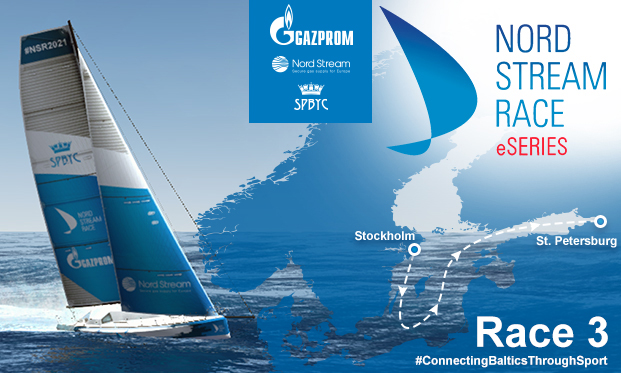 #NSR2021
SPBYC
NORD
STREAM
RACE
GAZPROM
Nord Stream
GAZPROM
Nord Stream
Secure gas supply for Europe
SPBYC
NORD
STREAM
RACE
eSERIES
Stockholm
St. Petersburg
Race 3
#ConnectingBalticsThroughSport